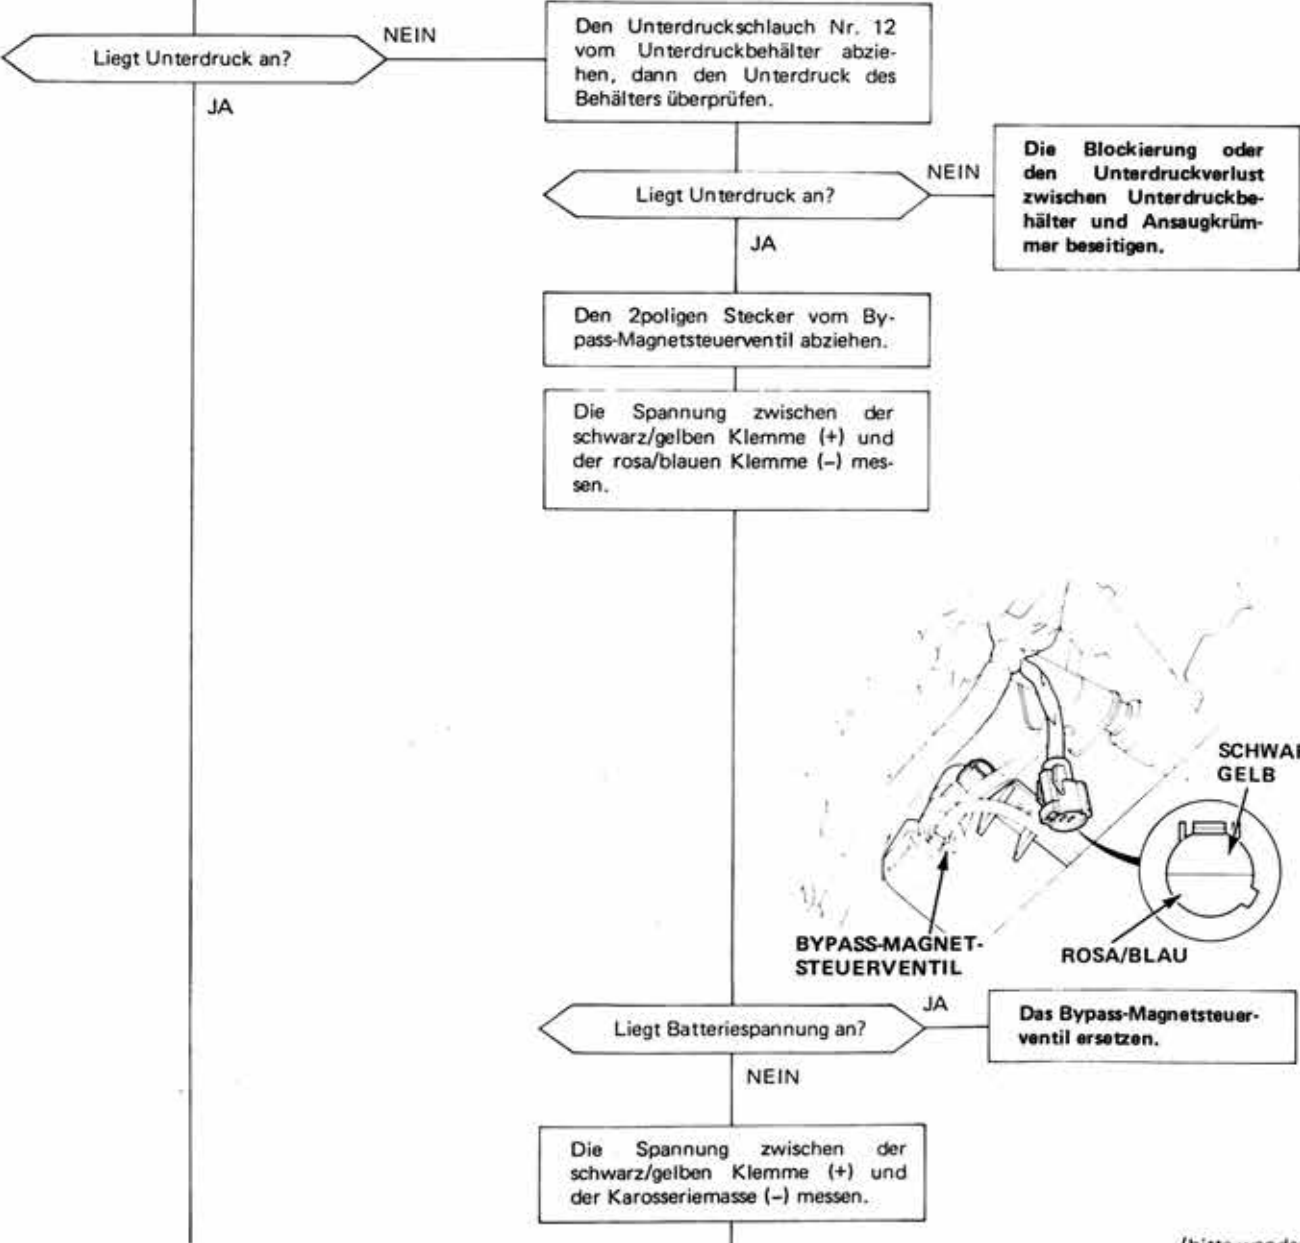 Liegt Unterdruck an?
NEIN
JA
Den Unterdruckschlauch Nr. 12
vom Unterdruckbehälter abzie-
hen, dann den Unterdruck des
Behälters überprüfen.
Liegt Unterdruck an?
NEIN
JA
Die Blockierung oder
den Unterdruckverlust
zwischen Unterdruckbe-
hälter und Ansaugkrüm-
mer beseitigen.
Den 2poligen Stecker vom By-
pass-Magnetsteuerventil abziehen.
Die Spannung zwischen der
schwarz/gelben Klemme (+) und
der rosa/blauen Klemme (–) mes-
sen.
GELB
BYPASS-MAGNET-
STEUERVENTIL
ROSA/BLAU
Liegt Batteriespannung an?
JA
NEIN
Das Bypass-Magnetsteuer-
ventil ersetzen.
Die Spannung zwischen der
schwarz/gelben Klemme (+) und
der Karosseriemasse (–) messen.